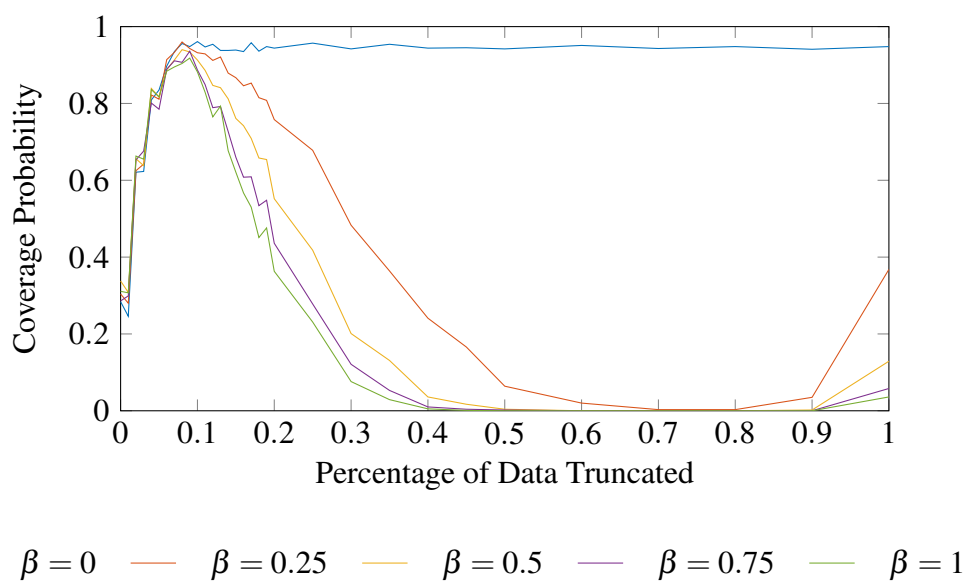 1
0.8
0.6
0.4
0.2
0
Coverage Probability
0 0.1 0.2 0.3 0.4 0.5 0.6 0.7 0.8 0.9 1
Percentage of Data Truncated
β = 0 β = 0.25 β = 0.5 β = 0.75 β = 1